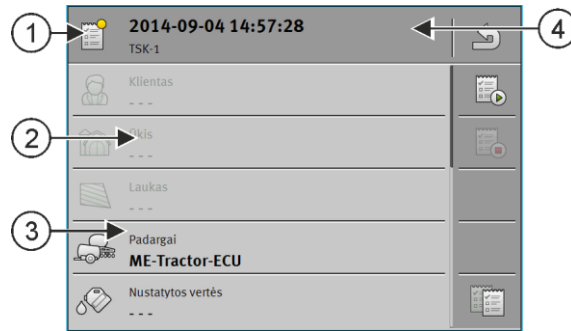 1
2014-09-04 14:57:28
4
TSK-1
Klientas
- - -
2
Ūkis
- - -
Laukas
- - -
3
Padargai
ME-Tractor-ECU
Nustatytos vertės
- - -